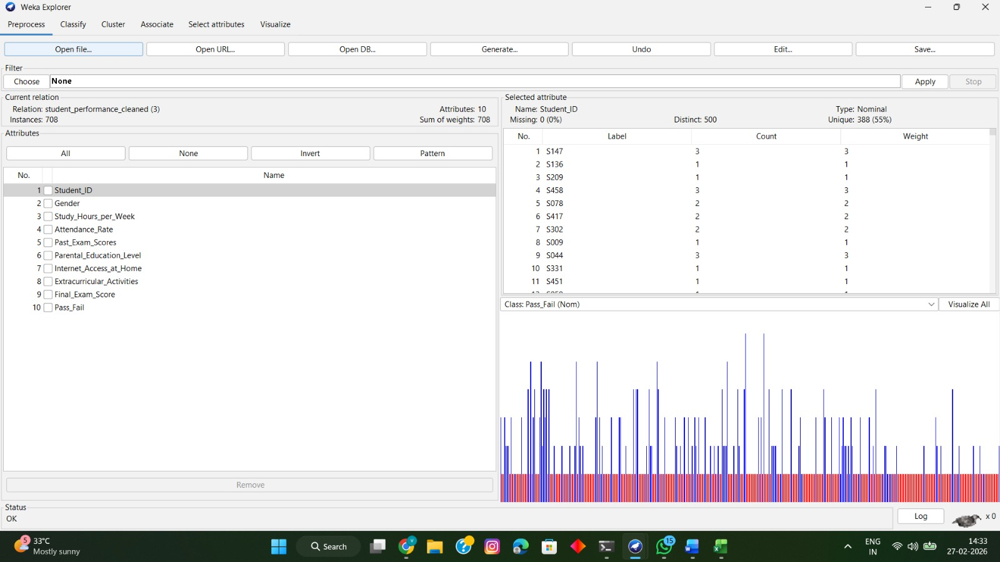 Weka Explorer
Preprocess Classify Cluster Associate Select attributes Visualize
Open file... Open URL... Open DB... Generate... Undo Edit... Save...
Filter
Choose None Apply Stop
Current relation
Relation: student_performance_cleaned (3) Attributes: 10
Instances: 708 Sum of weights: 708
Attributes
All None Invert Pattern
No. Name
1 Student_ID
2 Gender
3 Study_Hours_per_Week
4 Attendance_Rate
5 Past_Exam_Scores
6 Parental_Education_Level
7 Internet_Access_at_Home
8 Extracurricular_Activities
9 Final_Exam_Score
10 Pass_Fail
Remove
Selected attribute
Name: Student_ID Type: Nominal
Missing: 0 (0%) Distinct: 500 Unique: 388 (55%)
No. Label Count Weight
1 S147 3 3
2 S136 1 1
3 S209 1 1
4 S458 3 3
5 S078 2 2
6 S417 2 2
7 S302 2 2
8 S009 1 1
9 S044 3 3
10 S331 1 1
11 S451 1 1
Class: Pass_Fail (Nom) Visualize All
Status
OK
Log x 0
5 33°C
Mostly sunny
Search
15
ENG
IN
14:33
27-02-2026